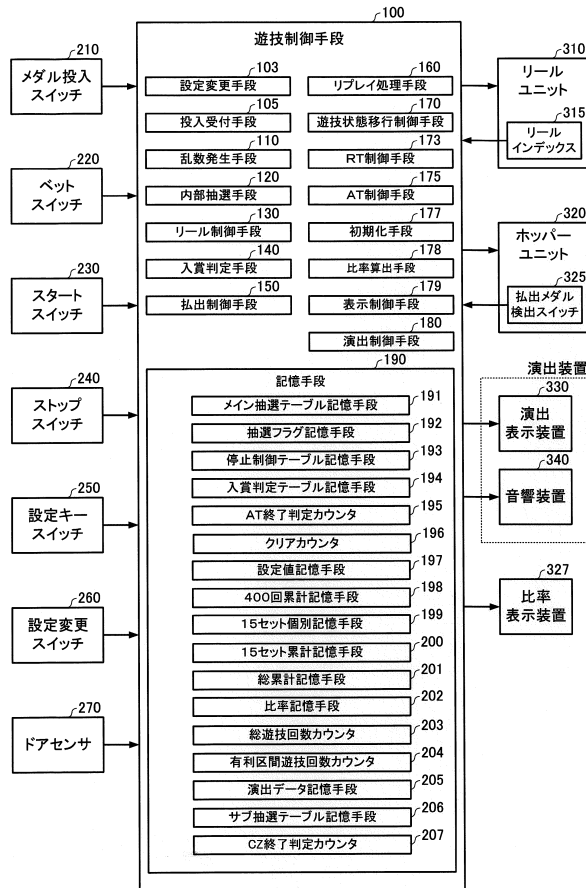 100
遊技制御手段
210
メダル投入
スイッチ
220
ベット
スイッチ
230
スタート
スイッチ
240
ストップ
スイッチ
250
設定キー
スイッチ
260
設定変更
スイッチ
270
ドアセンサ
103
設定変更手段
105
投入受付手段
110
乱数発生手段
120
内部抽選手段
130
リール制御手段
140
入賞判定手段
150
払出制御手段
160
リプレイ処理手段
170
遊技状態移行制御手段
173
RT制御手段
175
AT制御手段
177
初期化手段
178
比率算出手段
179
表示制御手段
180
演出制御手段
190
記憶手段
メイン抽選テーブル記憶手段 191
抽選フラグ記憶手段 192
停止制御テーブル記憶手段 193
入賞判定テーブル記憶手段 194
AT終了判定カウンタ 195
クリアカウンタ 196
設定値記憶手段 197
400回累計記憶手段 198
15セット個別記憶手段 199
15セット累計記憶手段 200
総累計記憶手段 201
比率記憶手段 202
総遊技回数カウンタ 203
有利区間遊技回数カウンタ 204
演出データ記憶手段 205
サブ抽選テーブル記憶手段 206
CZ終了判定カウンタ 207
310
リール
ユニット
315
リール
インデックス
320
ホッパー
ユニット
325
払出メダル
検出スイッチ
演出装置
330
演出
表示装置
340
音響装置
327
比率
表示装置